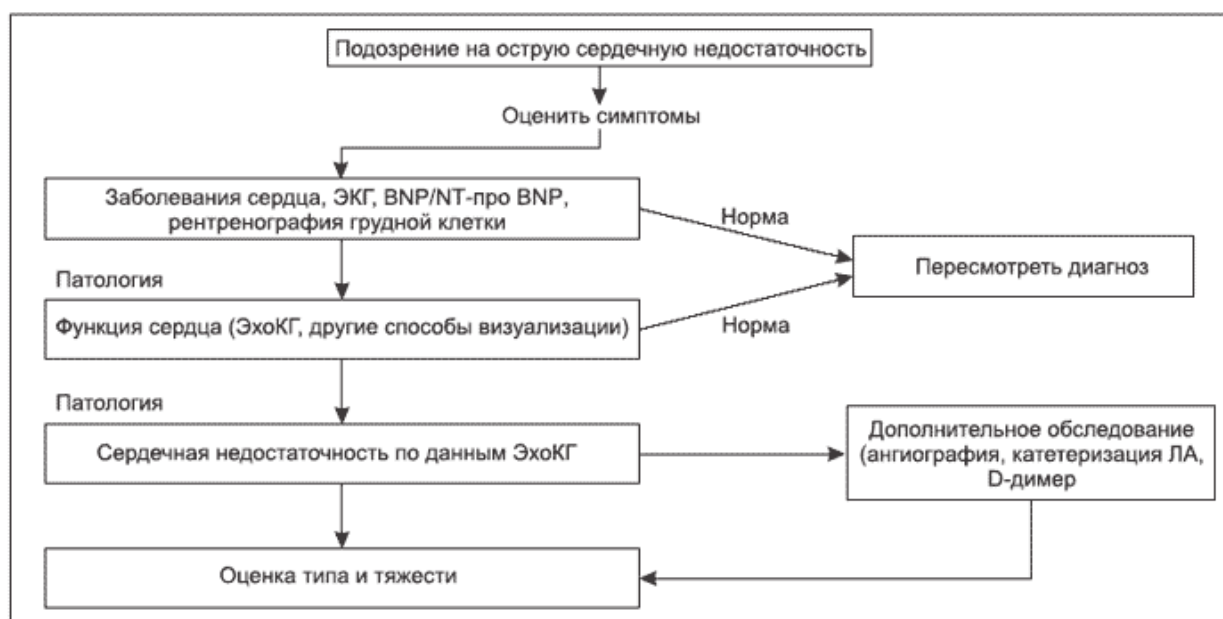 Подозрение на острую сердечную недостаточность
Оценить симптомы
Заболевания сердца, ЭКГ, BNP/NT-про BNP,
рентренография грудной клетки
Норма
Пересмотреть диагноз
Патология
Функция сердца (ЭхоКГ, другие способы визуализации)
Норма
Патология
Сердечная недостаточность по данным ЭхоКГ
Дополнительное обследование
(ангиография, катетеризация ЛА,
D-димер
Оценка типа и тяжести